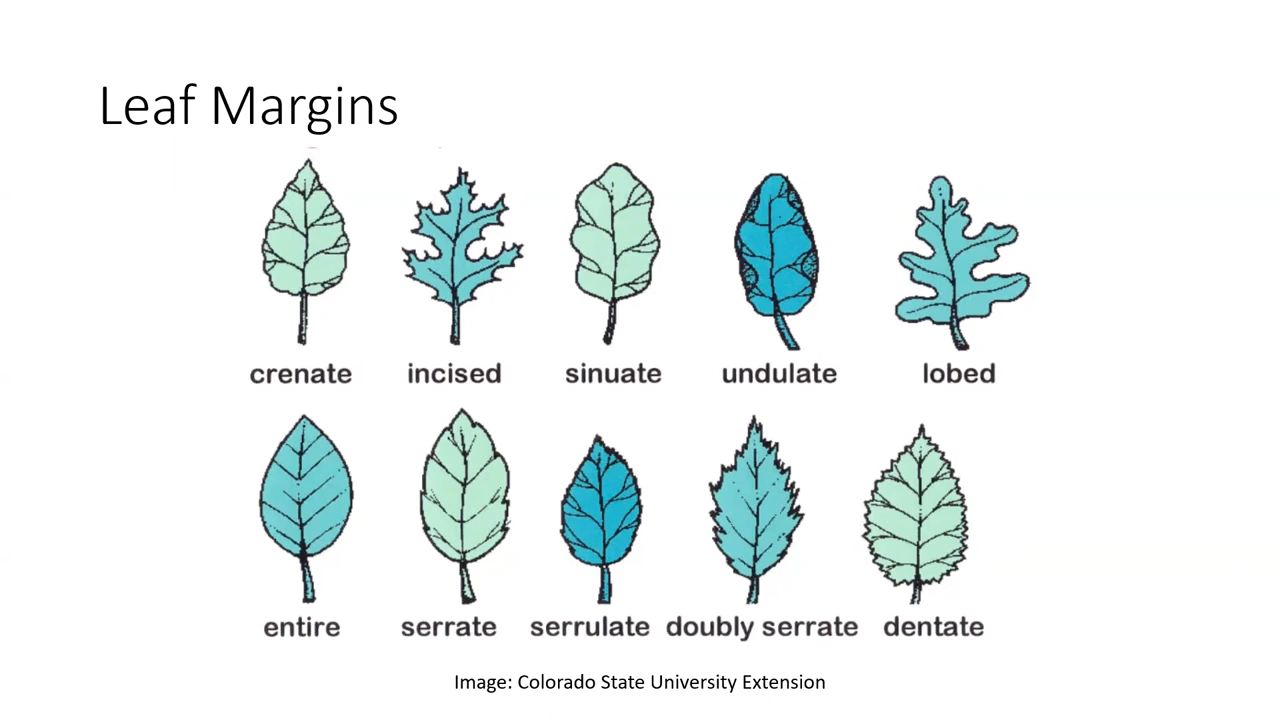 Leaf Margins
crenate incised sinuate undulate lobed
entire serrate serrulate doubly serrate dentate
Image: Colorado State University Extension